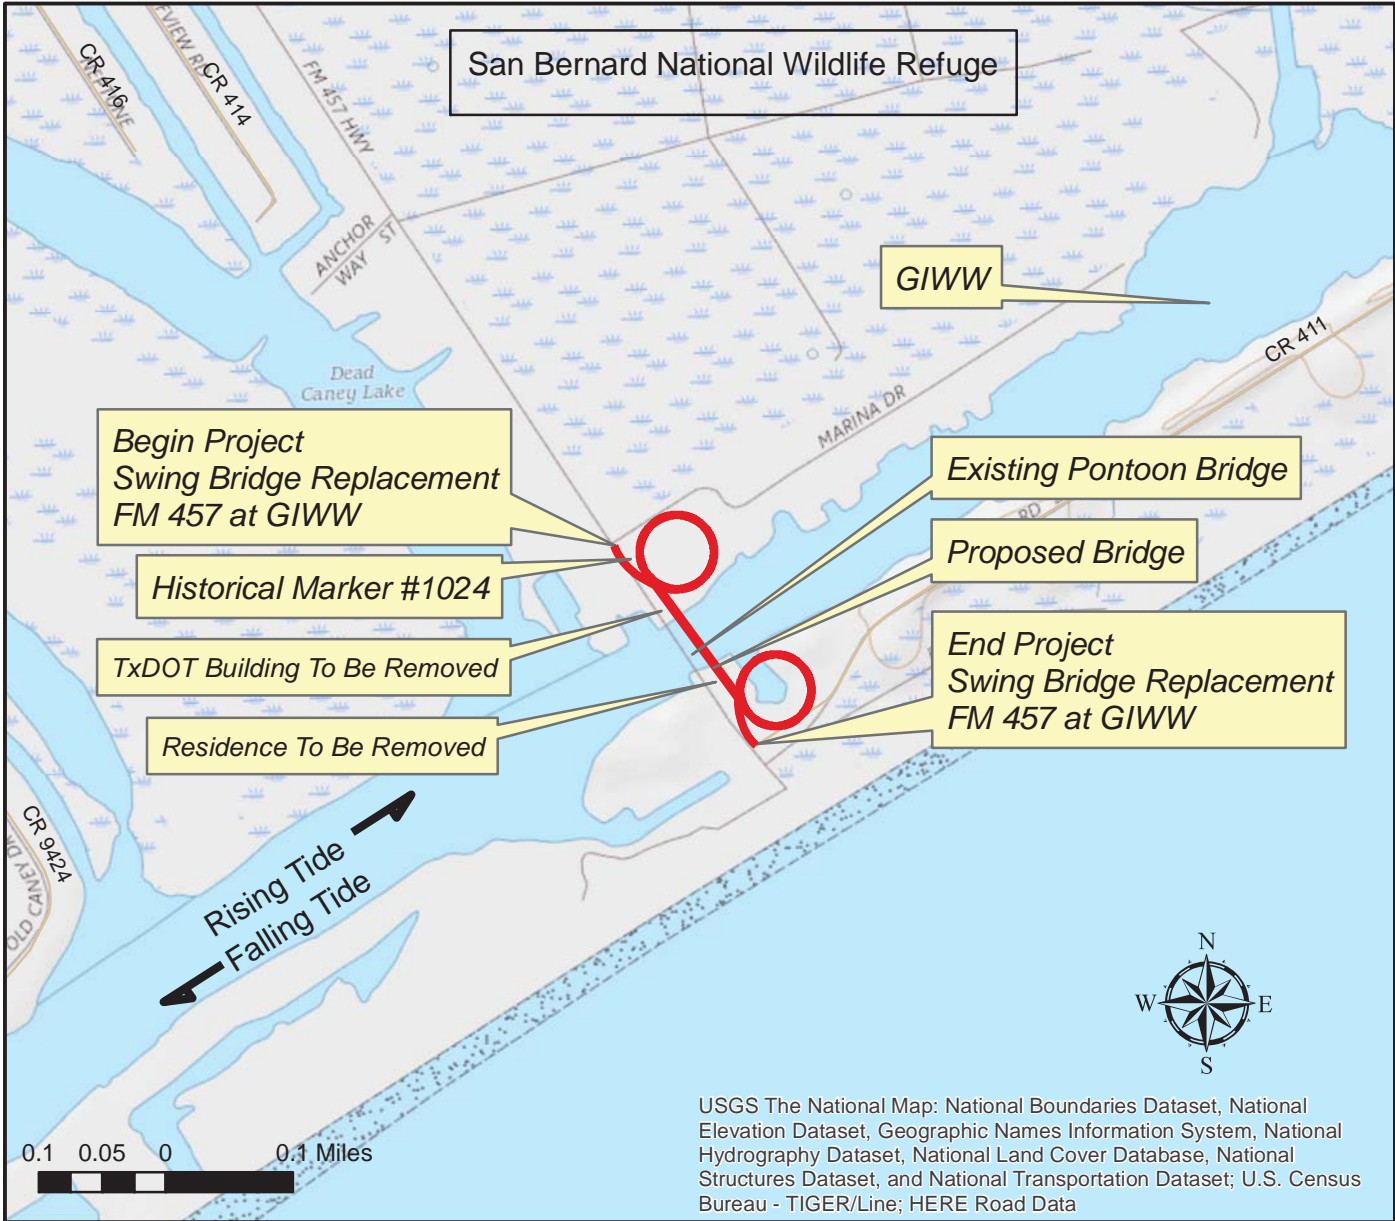 San Bernard National Wildlife Refuge
CR 416
CR 414
FM 457 HWY
ANCHOR
WAY ST
GIWW
CR 411
Dead
Caney Lake
MARINA DR
Begin Project
Swing Bridge Replacement
FM 457 at GIWW
Existing Pontoon Bridge
RD
Proposed Bridge
Historical Marker #1024
TxDOT Building To Be Removed
End Project
Swing Bridge Replacement
FM 457 at GIWW
Residence To Be Removed
CR 9424
OLD CANEY DR
Rising Tide
Falling Tide
N
W E
S
0.1 0.05 0 0.1 Miles
USGS The National Map: National Boundaries Dataset, National
Elevation Dataset, Geographic Names Information System, National
Hydrography Dataset, National Land Cover Database, National
Structures Dataset, and National Transportation Dataset; U.S. Census
Bureau - TIGER/Line; HERE Road Data